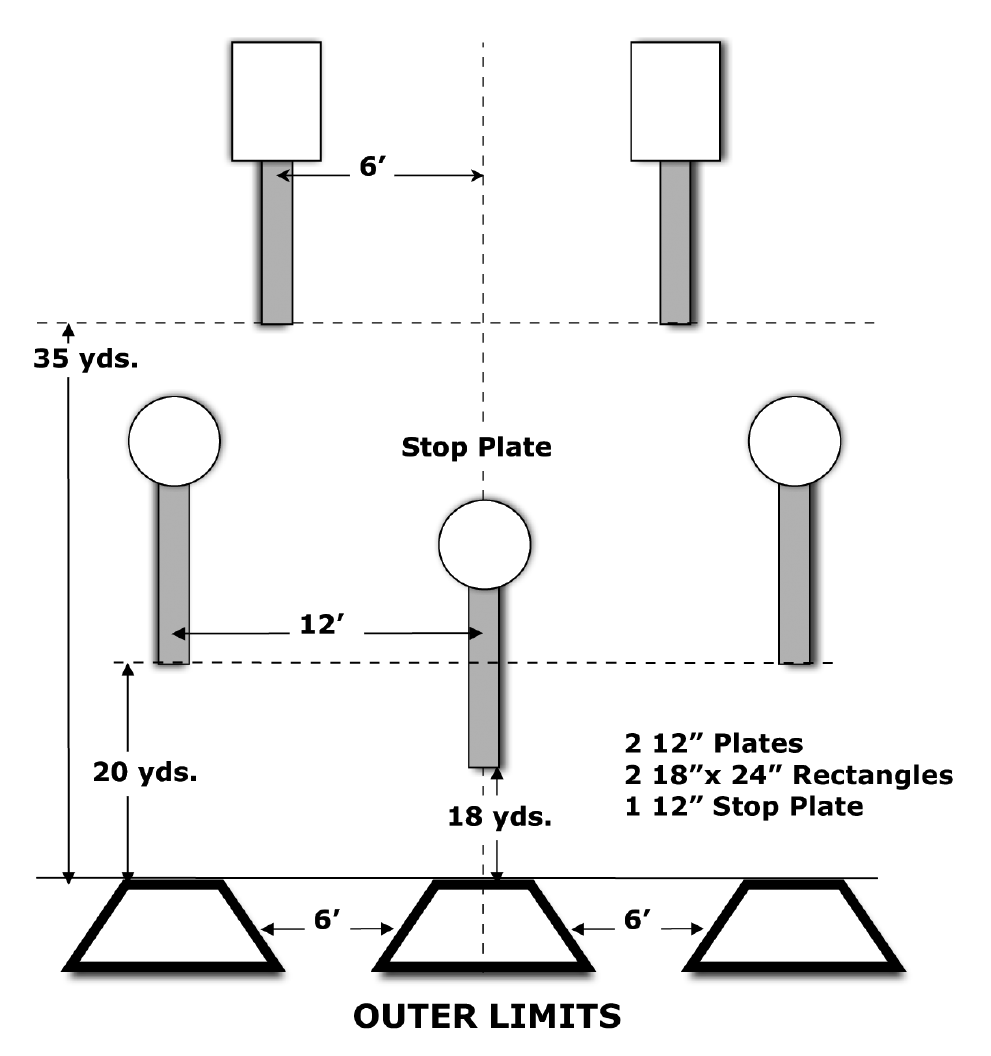 6’
35 yds.
Stop Plate
12’
20 yds.
18 yds.
2 12” Plates
2 18”x 24” Rectangles
1 12” Stop Plate
6’
6’
OUTER LIMITS